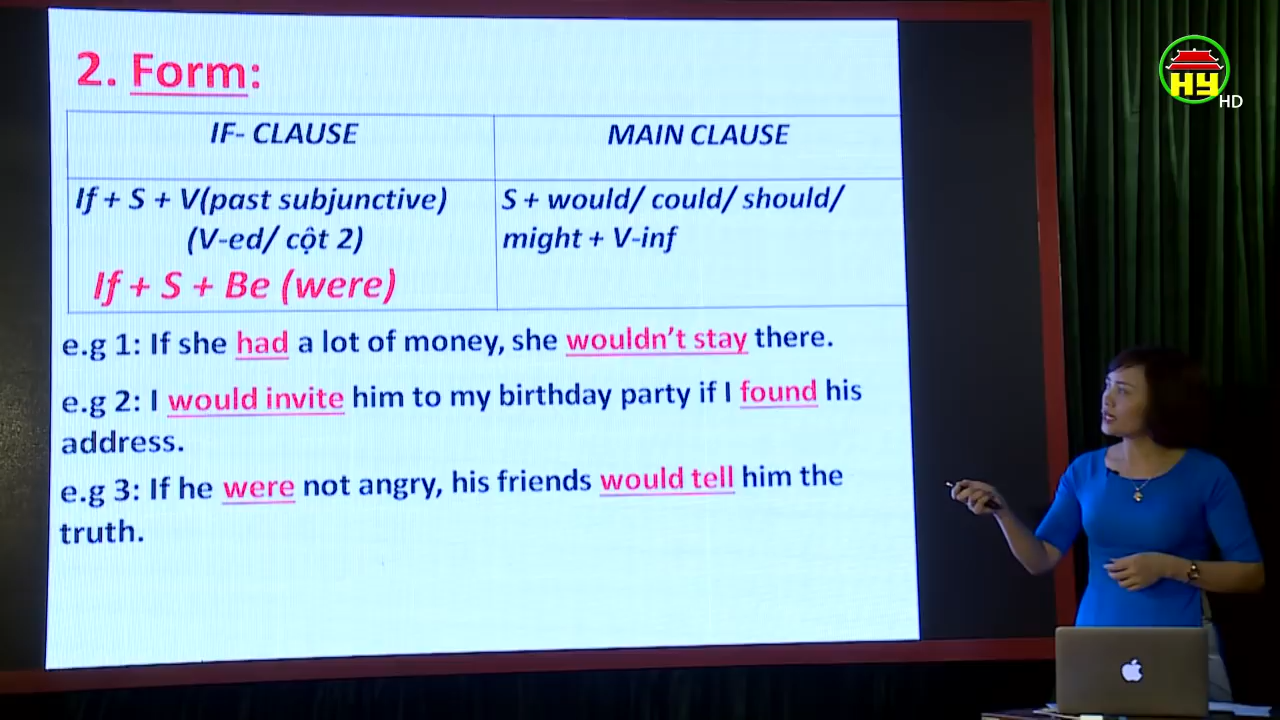 2. Form:
IF- CLAUSE
MAIN CLAUSE
If + S + V(past subjunctive)
(V-ed/ cột 2)
If + S + Be (were)
S + would/ could/ should/
might + V-inf
e.g 1: If she had a lot of money, she wouldn't stay there.
e.g 2: I would invite him to my birthday party if I found his
address.
e.g 3: If he were not angry, his friends would tell him the
truth.
HY
HD